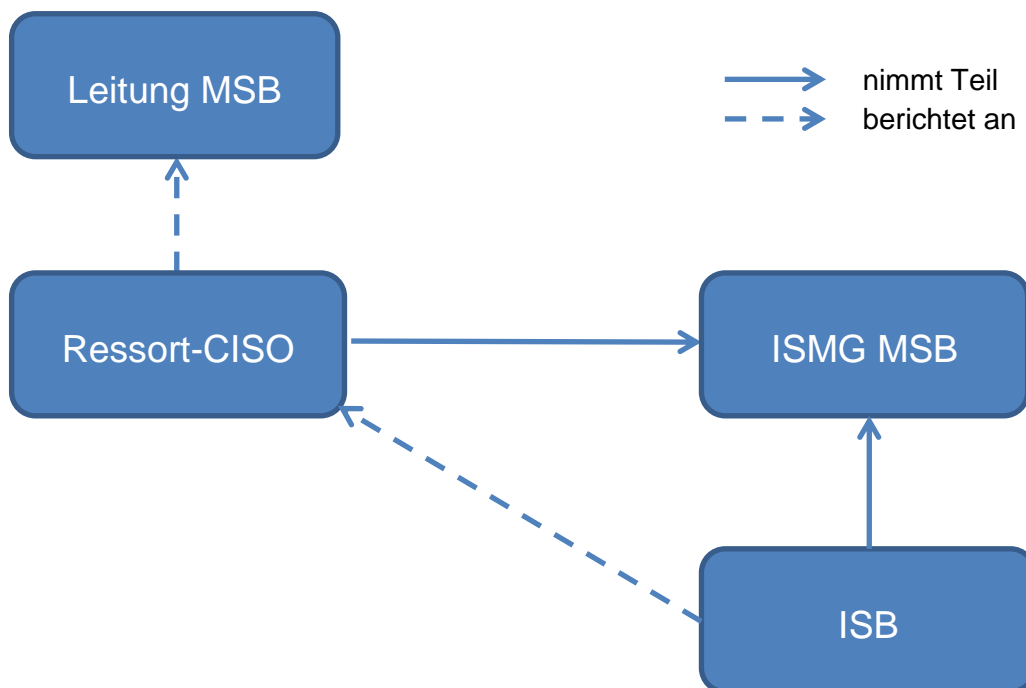 Leitung MSB
nimmt Teil
berichtet an
Ressort-CISO
ISMG MSB
ISB